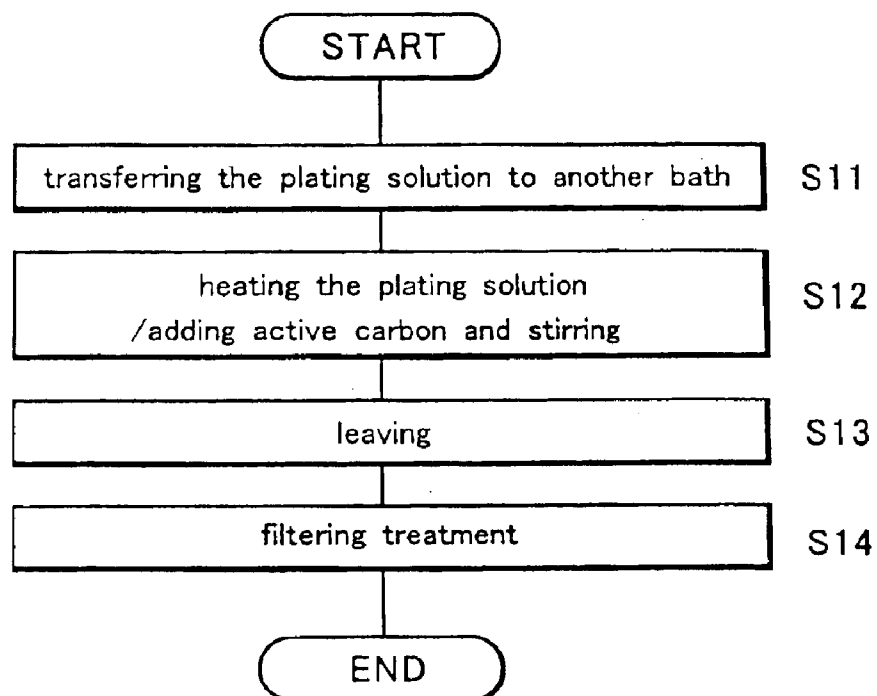 START
transferring the plating solution to another bath S11
heating the plating solution
/adding active carbon and stirring
S12
leaving S13
filtering treatment S14
END